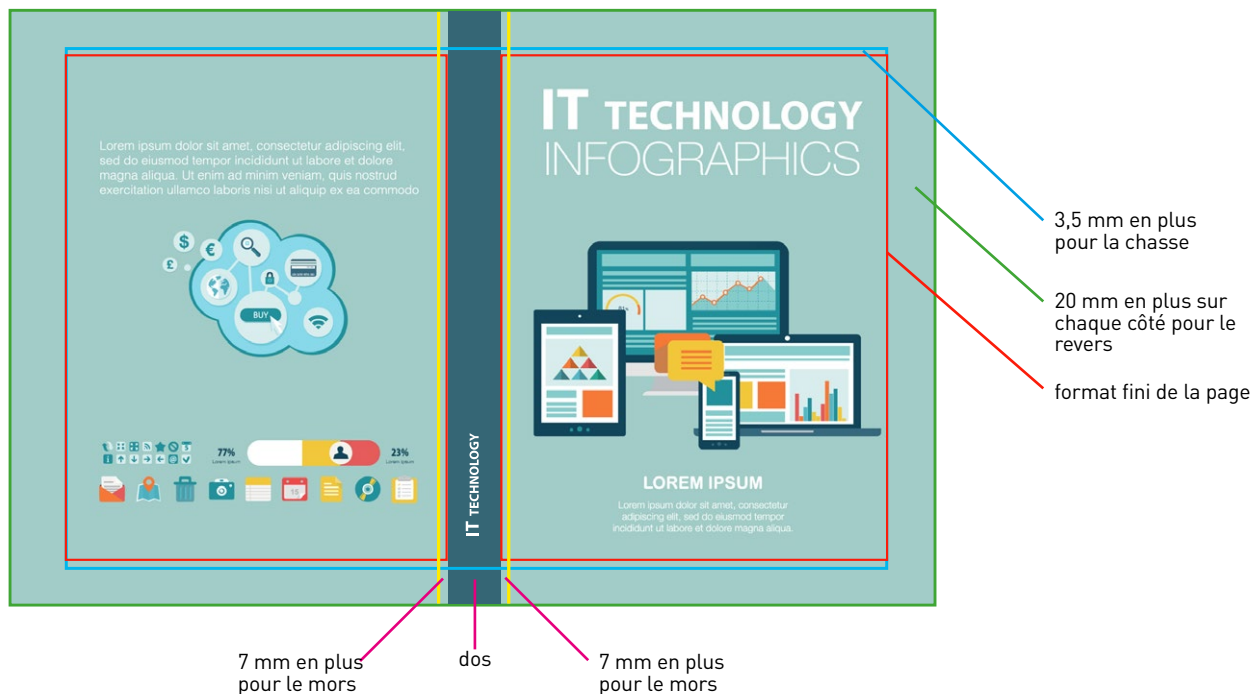 Lorem ipsum dolor sit amet, consectetur adipiscing elit,
sed do eiusmod tempor incididunt ut labore et dolore
magna aliqua. Ut enim ad minim veniam, quis nostrud
exercitation ullamco laboris nisi ut aliquip ex ea commodo
$
€
£
BUY
77%
Lorem Ipsum
23%
Lorem Ipsum
15
IT TECHNOLOGY
IT TECHNOLOGY
INFOGRAPHICS
LOREM IPSUM
Lorem ipsum dolor sit amet, consectetur
adipiscing elit, sed do eiusmod tempor
incididunt ut labore et dolore magna aliqua.
3,5 mm en plus
pour la chasse
20 mm en plus sur
chaque côté pour le
revers
format fini de la page
7 mm en plus
pour le mors
dos
7 mm en plus
pour le mors